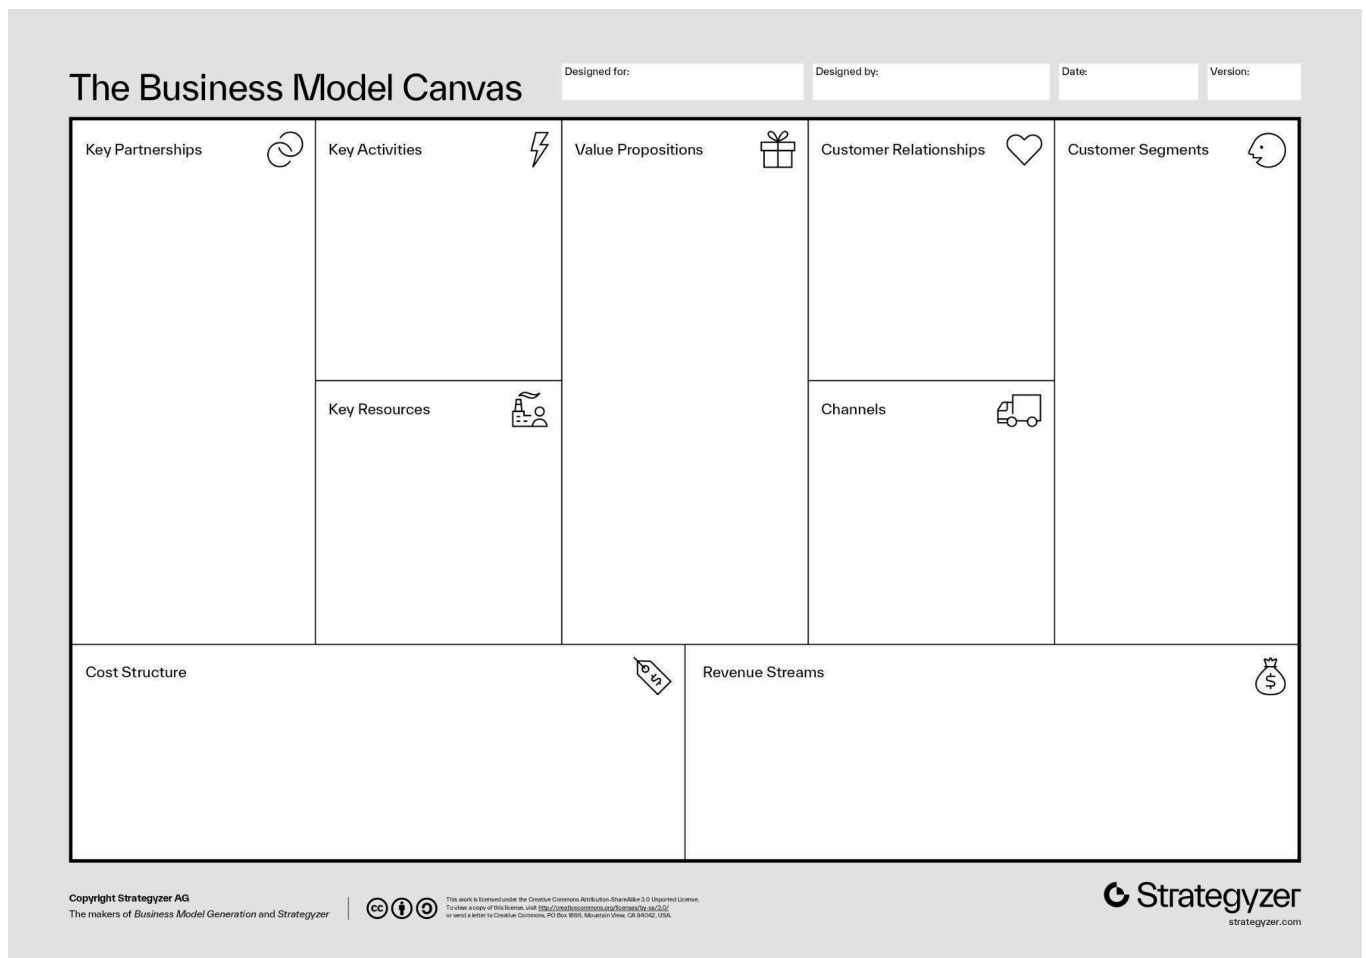 The Business Model Canvas
Designed for:
Designed by:
Date:
Version:
Key Partnerships
Key Activities
Value Propositions
Customer Relationships
Customer Segments
Key Resources
Channels
Cost Structure
$
Revenue Streams
$
Copyright Strategyzer AG
The makers of Business Model Generation and Strategyzer
cc
This work is licensed under the Creative Commons Attribution-ShareAlike 3.0 Unported License.
To view a copy of this license, visit http://creativecommons.org/licenses/by-sa/3.0/
or send a letter to Creative Commons, PO Box 1866, Mountain View, CA 94042, USA.
Strategyzer
strategyzer.com